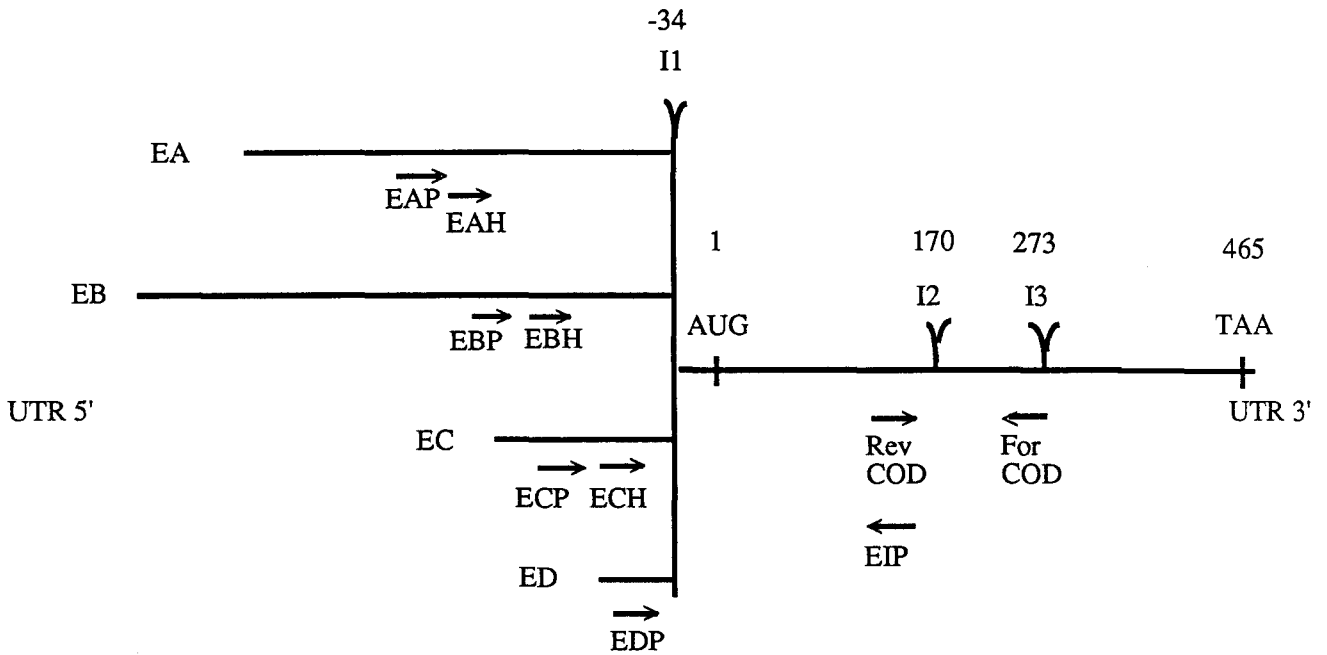 -34
I1
EA
EAP
EAH
1
170
273
465
EB
I2
I3
EBP EBH
AUG
TAA
UTR 5'
UTR 3'
EC
Rev
COD
For
COD
ECP ECH
EIP
ED
EDP